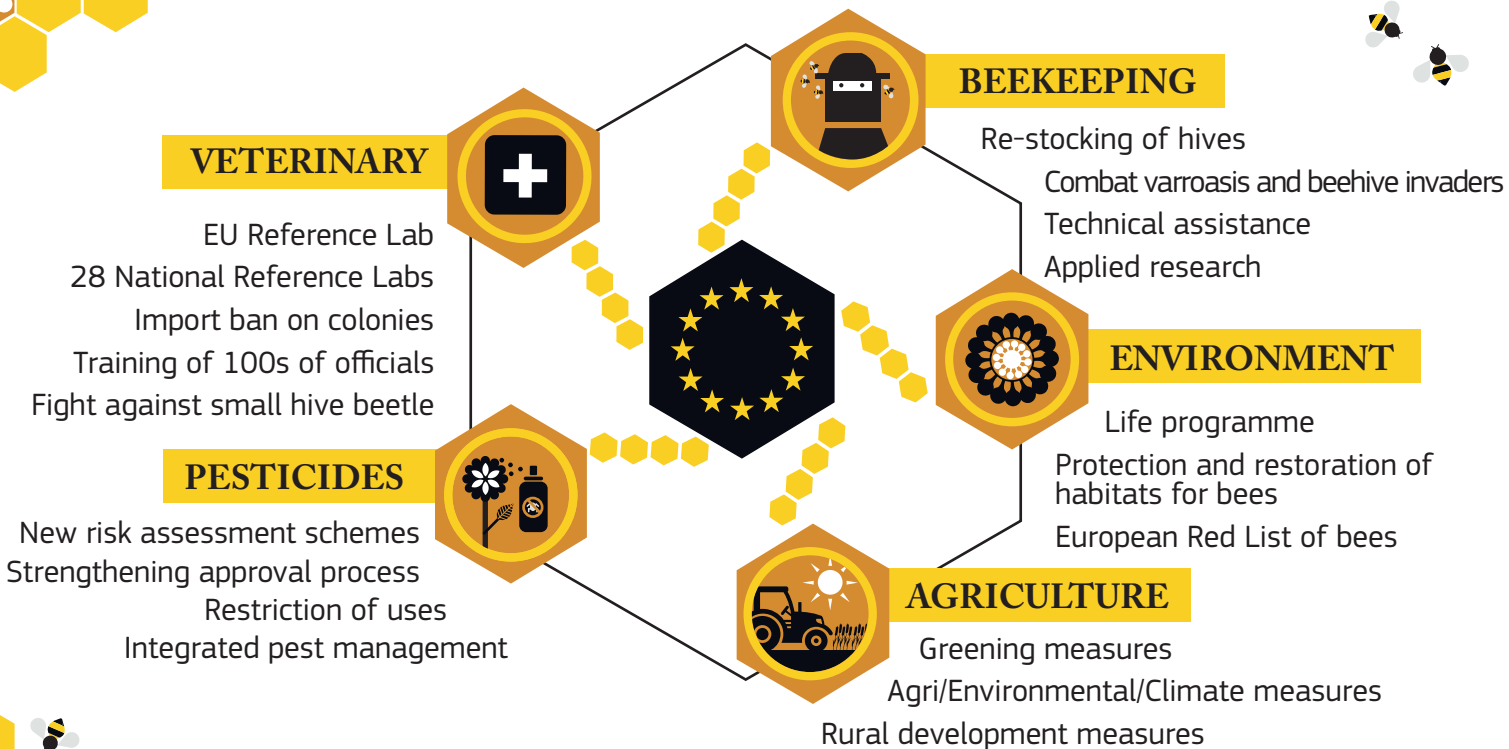 BEEKEEPING
Re-stocking of hives
Combat varroasis and beehive invaders
Technical assistance
Applied research
VETERINARY
EU Reference Lab
28 National Reference Labs
Import ban on colonies
Training of 100s of officials
Fight against small hive beetle
ENVIRONMENT
Life programme
Protection and restoration of
habitats for bees
European Red List of bees
PESTICIDES
New risk assessment schemes
Strengthening approval process
Restriction of uses
Integrated pest management
AGRICULTURE
Greening measures
Agri/Environmental/Climate measures
Rural development measures